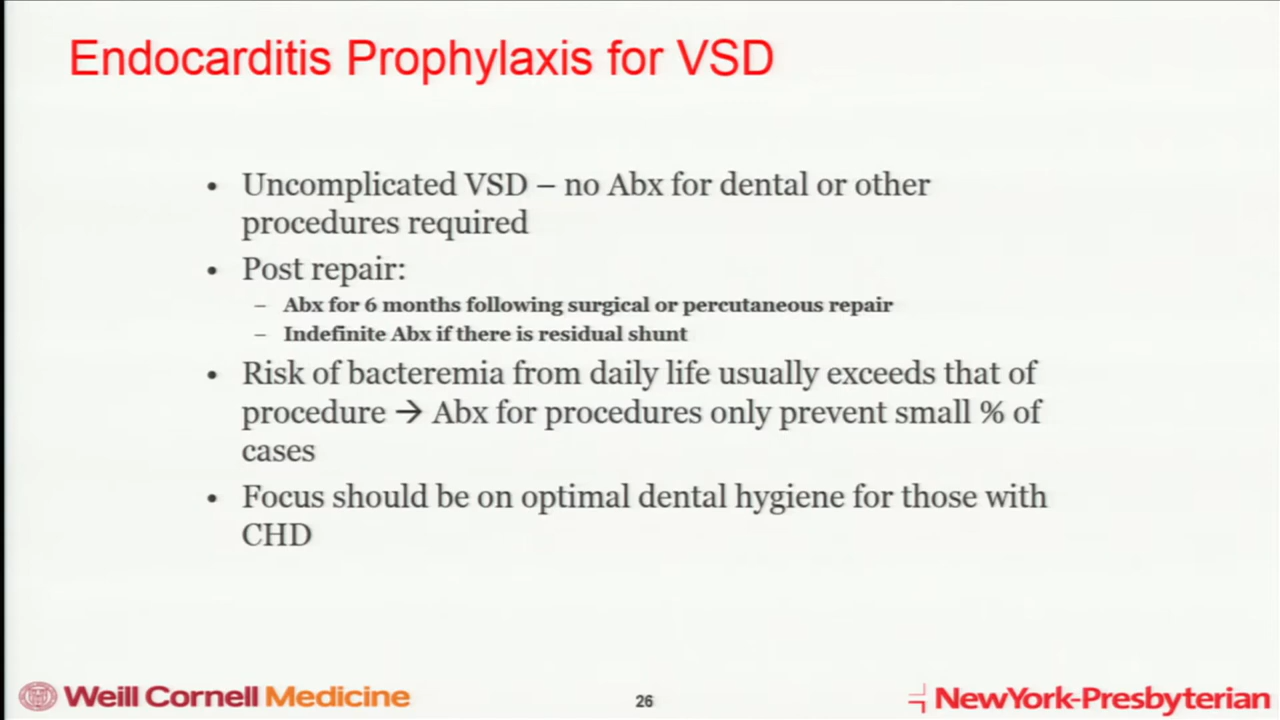 Endocarditis Prophylaxis for VSD
• Uncomplicated VSD – no Abx for dental or other
procedures required
• Post repair:
– Abx for 6 months following surgical or percutaneous repair
– Indefinite Abx if there is residual shunt
• Risk of bacteremia from daily life usually exceeds that of
procedure → Abx for procedures only prevent small % of
cases
• Focus should be on optimal dental hygiene for those with
CHD
Weill Cornell Medicine
26
NewYork-Presbyterian